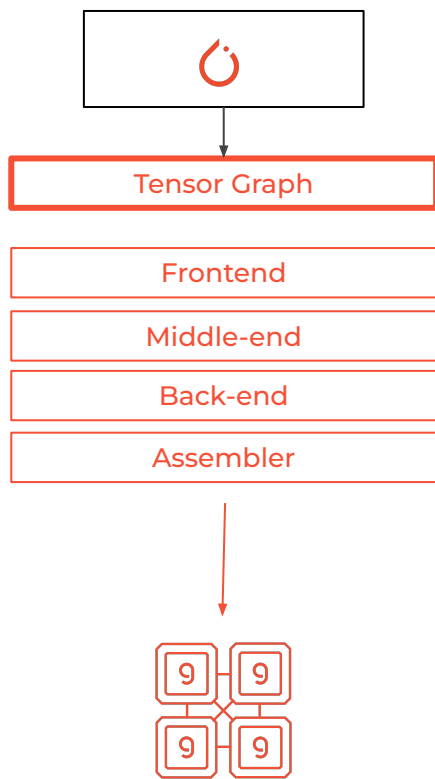 Tensor Graph
Frontend
Middle-end
Back-end
Assembler
g g
g g